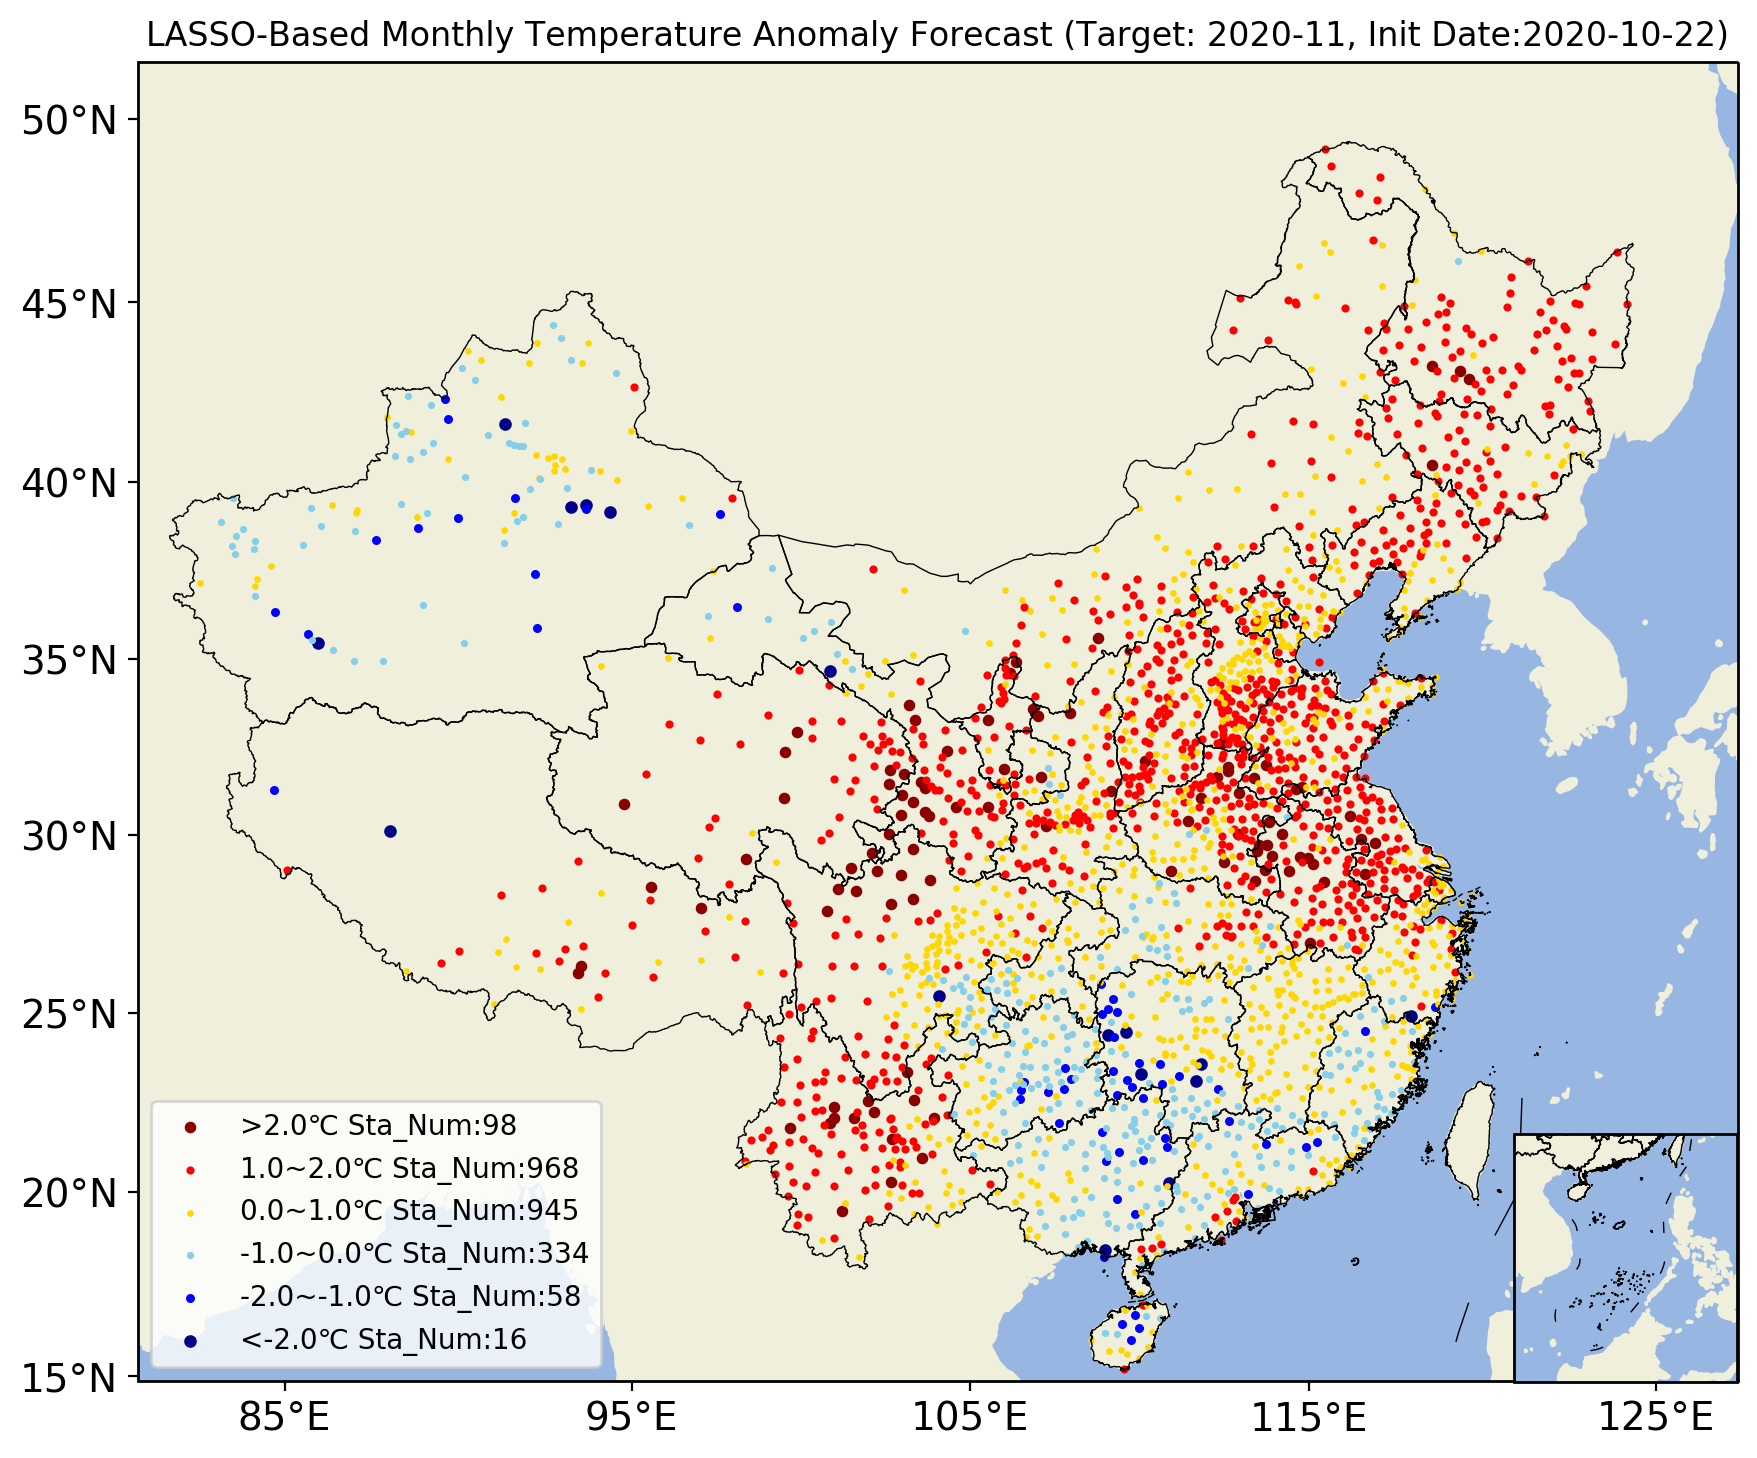 LASSO-Based Monthly Temperature Anomaly Forecast (Target: 2020-11, Init Date:2020-10-22)
50°N
45°N
40°N
35°N
30°N
25°N
20°N
15°N
>2.0℃ Sta_Num:98
1.0~2.0℃ Sta_Num:968
0.0~1.0℃ Sta_Num:945
-1.0~0.0℃ Sta_Num:334
-2.0~-1.0℃ Sta_Num:58
<-2.0℃ Sta_Num:16
85°E
95°E
105°E
115°E
125°E